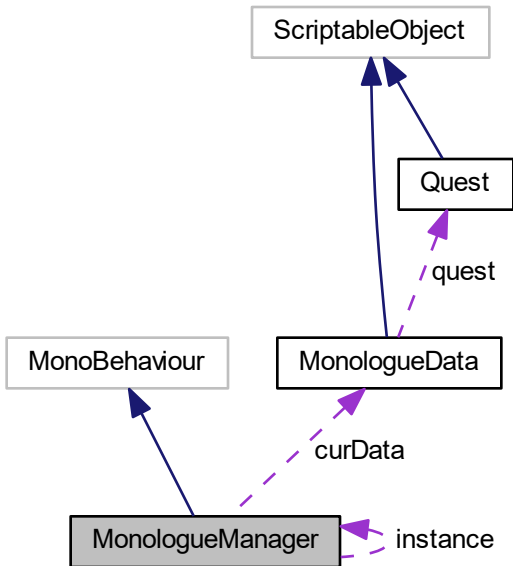 ScriptableObject
Quest
quest
MonoBehaviour
MonologueData
curData
MonologueManager
instance